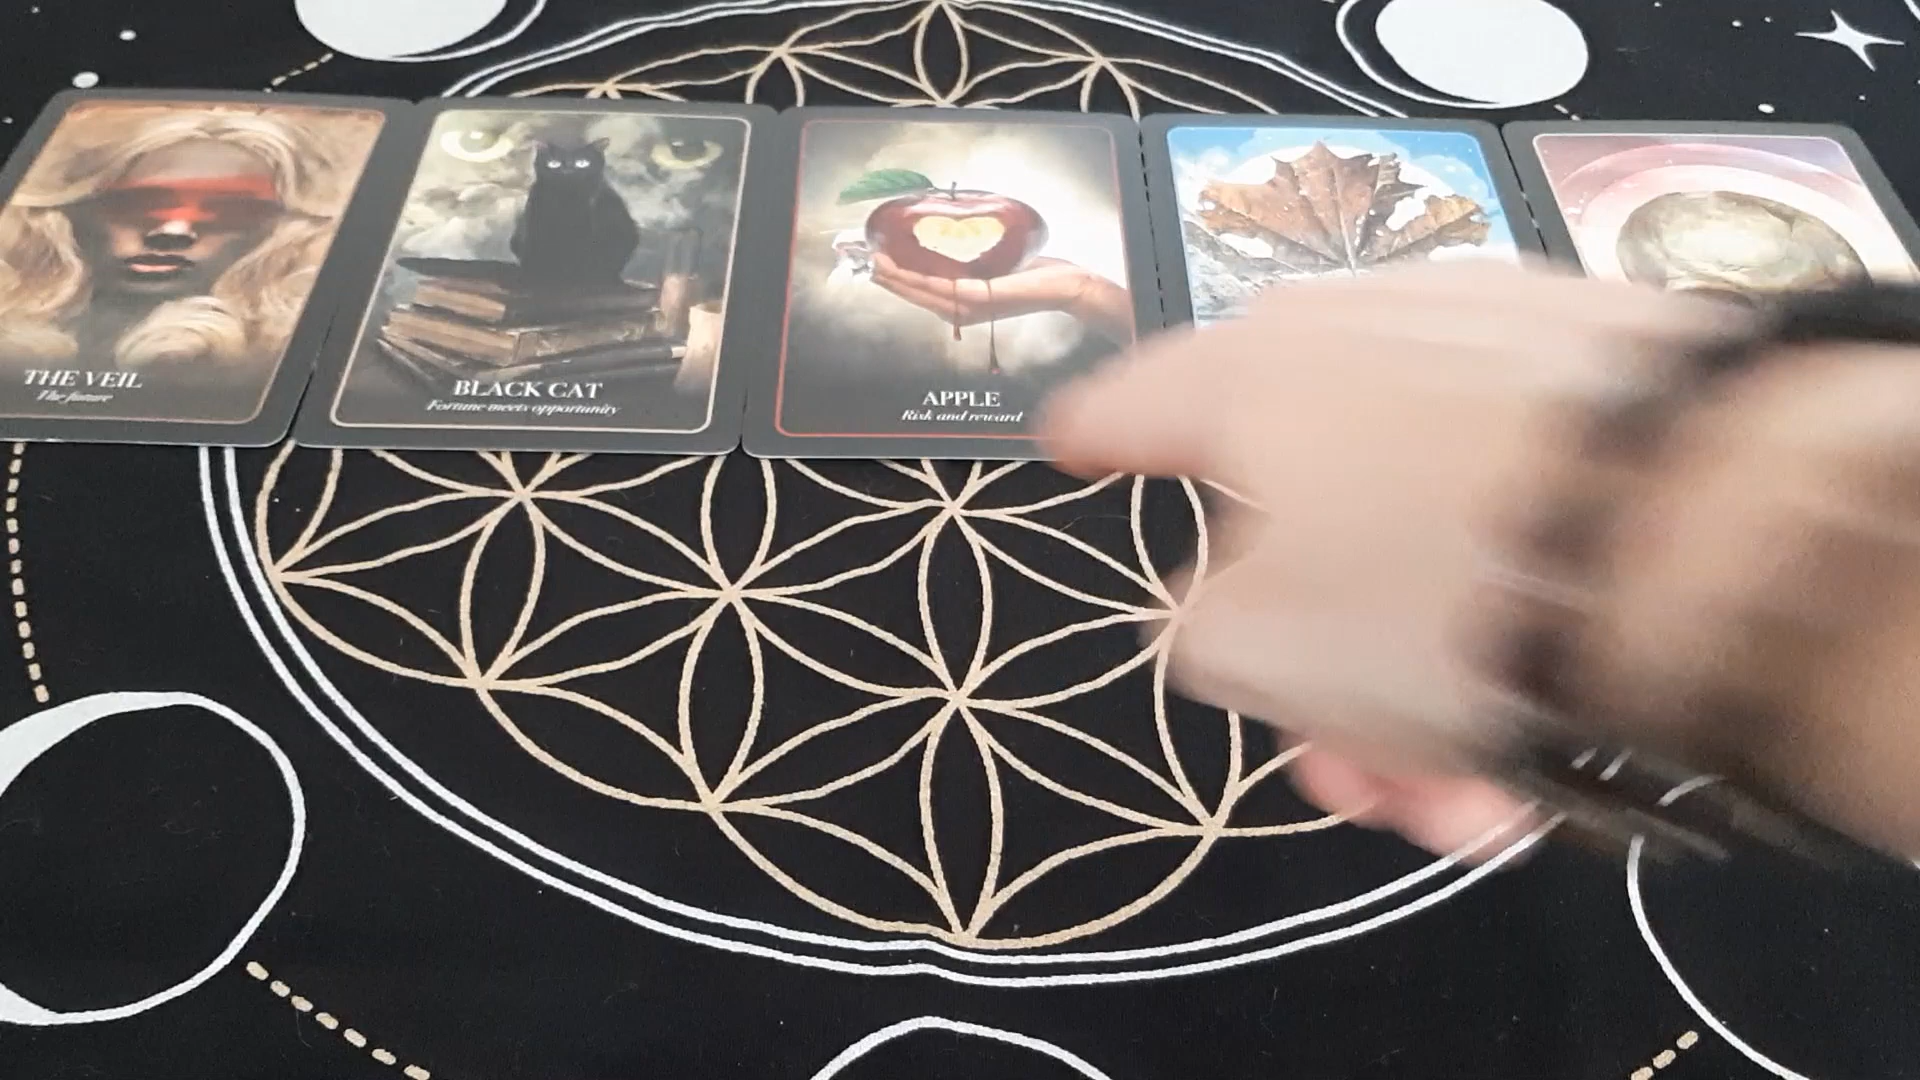 THE VEIL
The future
BLACK CAT
Fortune meets opportunity
APPLE
Risk and reward